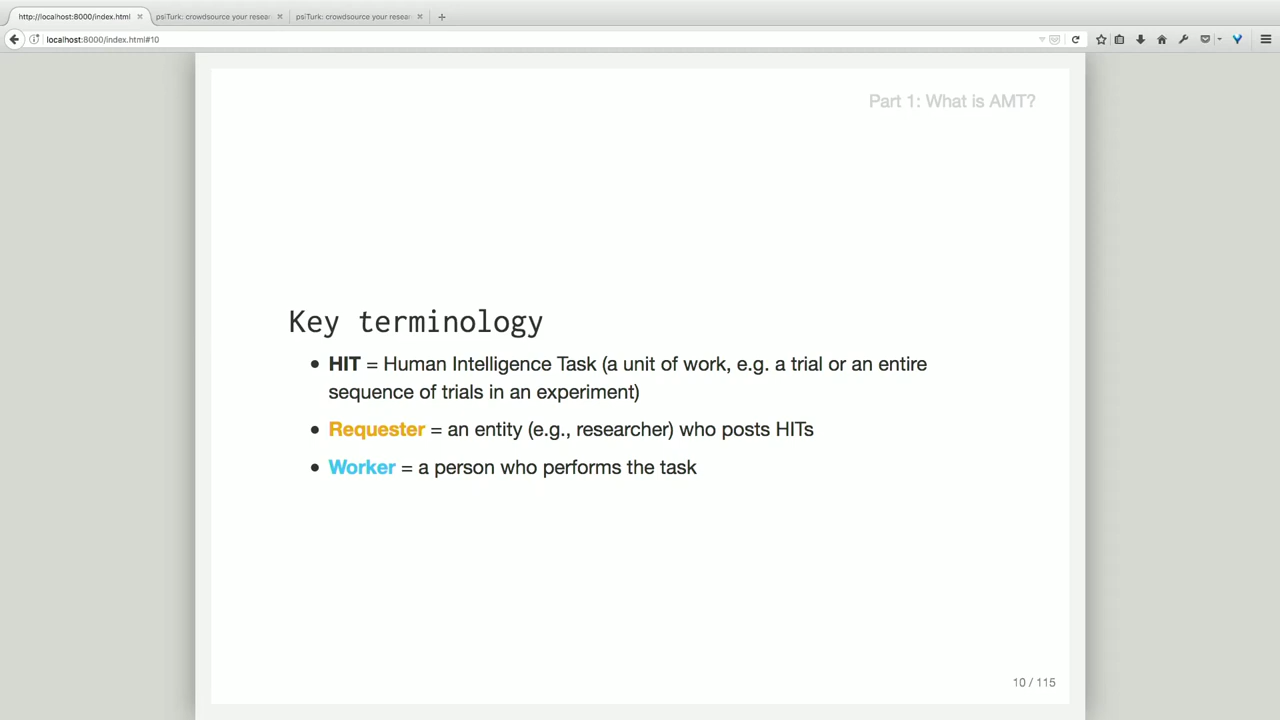 http://localhost:8000/index.html
psiTurk: crowdsource your resea
psiTurk: crowdsource your resea
localhost:8000/index.html#10
Part 1: What is AMT?
Key terminology
HIT = Human Intelligence Task (a unit of work, e.g. a trial or an entire
sequence of trials in an experiment)
Requester = an entity (e.g., researcher) who posts HITs
Worker = a person who performs the task
10 / 115